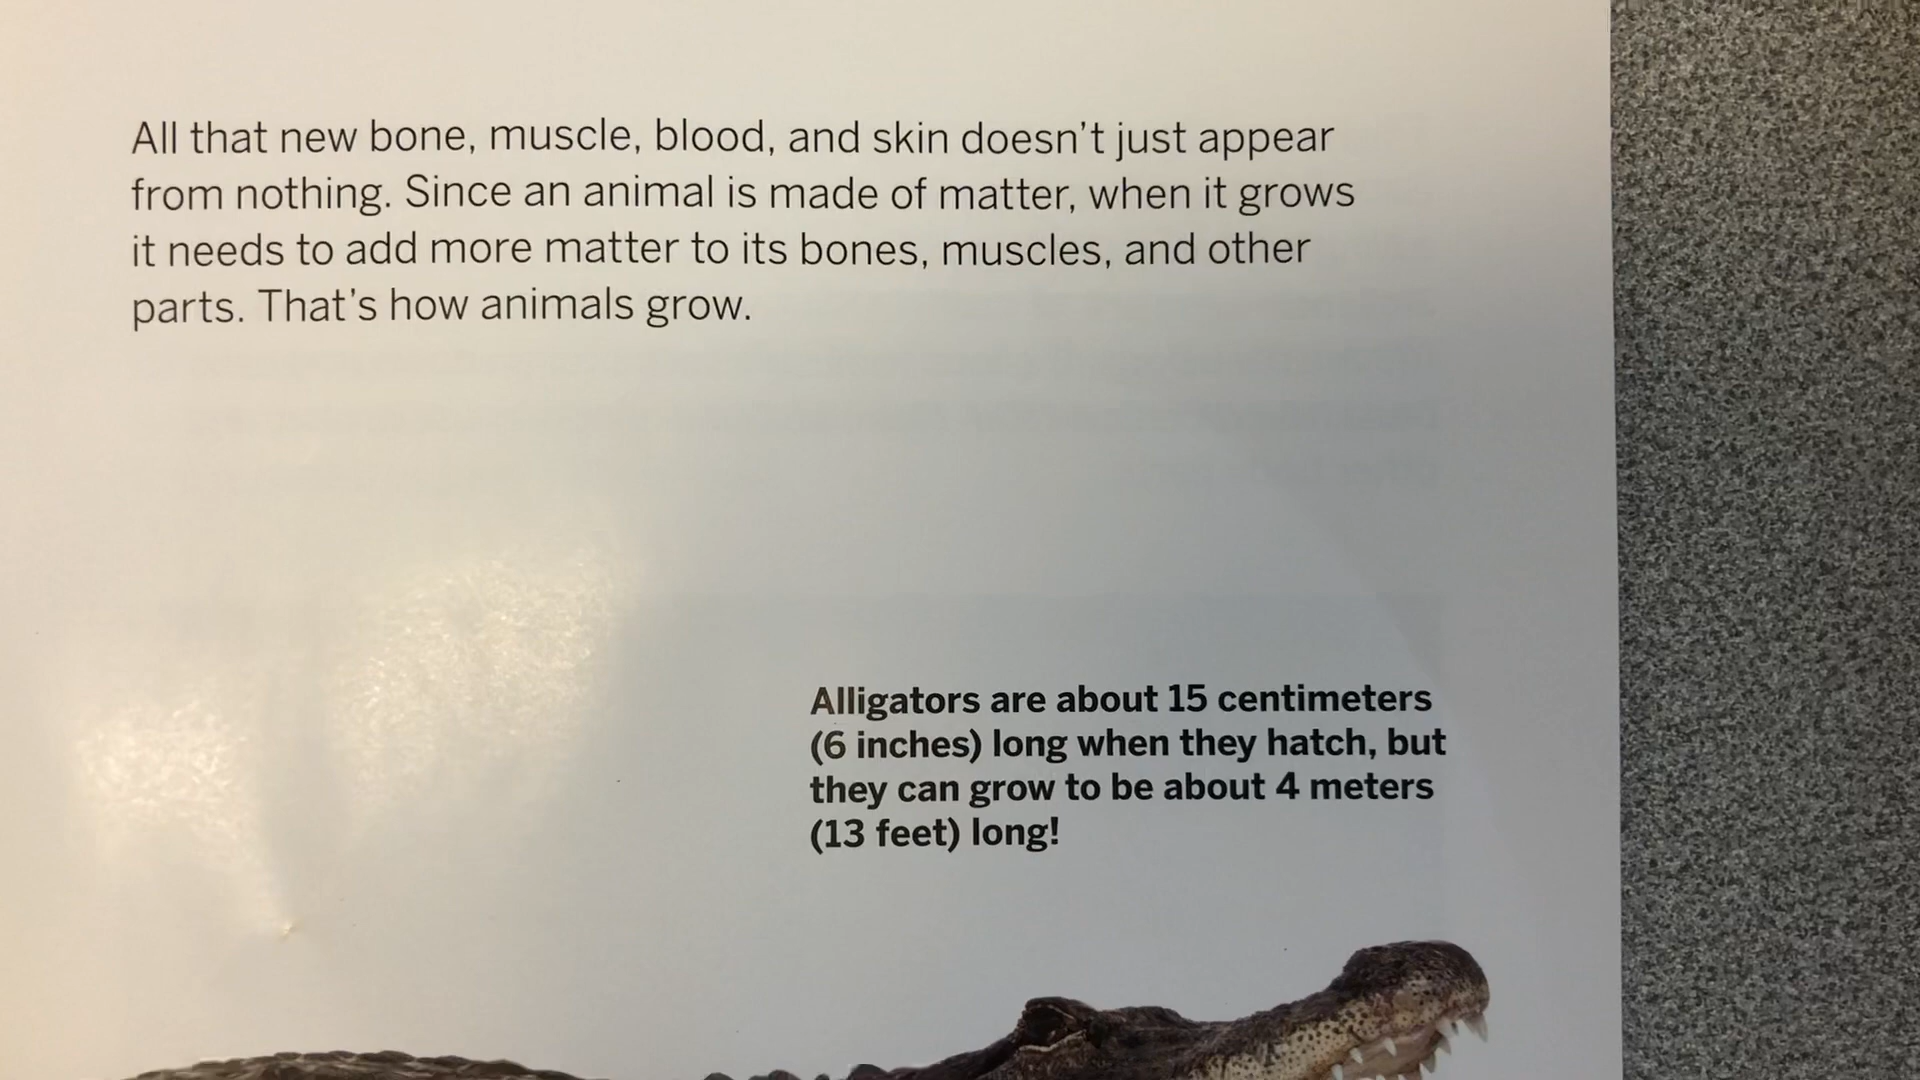 All that new bone, muscle, blood, and skin doesn't just appear
from nothing. Since an animal is made of matter, when it grows
it needs to add more matter to its bones, muscles, and other
parts. That's how animals grow.
Alligators are about 15 centimeters
(6 inches) long when they hatch, but
they can grow to be about 4 meters
(13 feet) long!